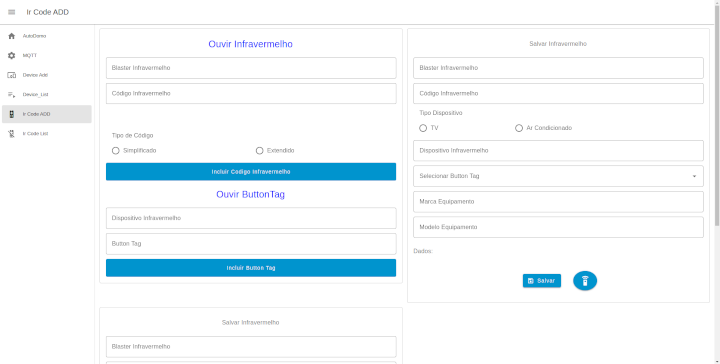 Ir Code ADD
AutoDomo
MQTT
Device Add
Device_List
Ir Code ADD
Ir Code List
Ouvir Infravermelho
Blaster Infravermelho
Código Infravermelho
Tipo de Código
Simplificado
Extendido
Incluir Codigo Infravermelho
Ouvir ButtonTag
Dispositivo Infravermelho
Button Tag
Incluir Button Tag
Salvar Infravermelho
Blaster Infravermelho
Código Infravermelho
Tipo Dispositivo
TV
Ar Condicionado
Dispositivo Infravermelho
Selecionar Button Tag
Marca Equipamento
Modelo Equipamento
Dados:
Salvar
Salvar Infravermelho
Blaster Infravermelho